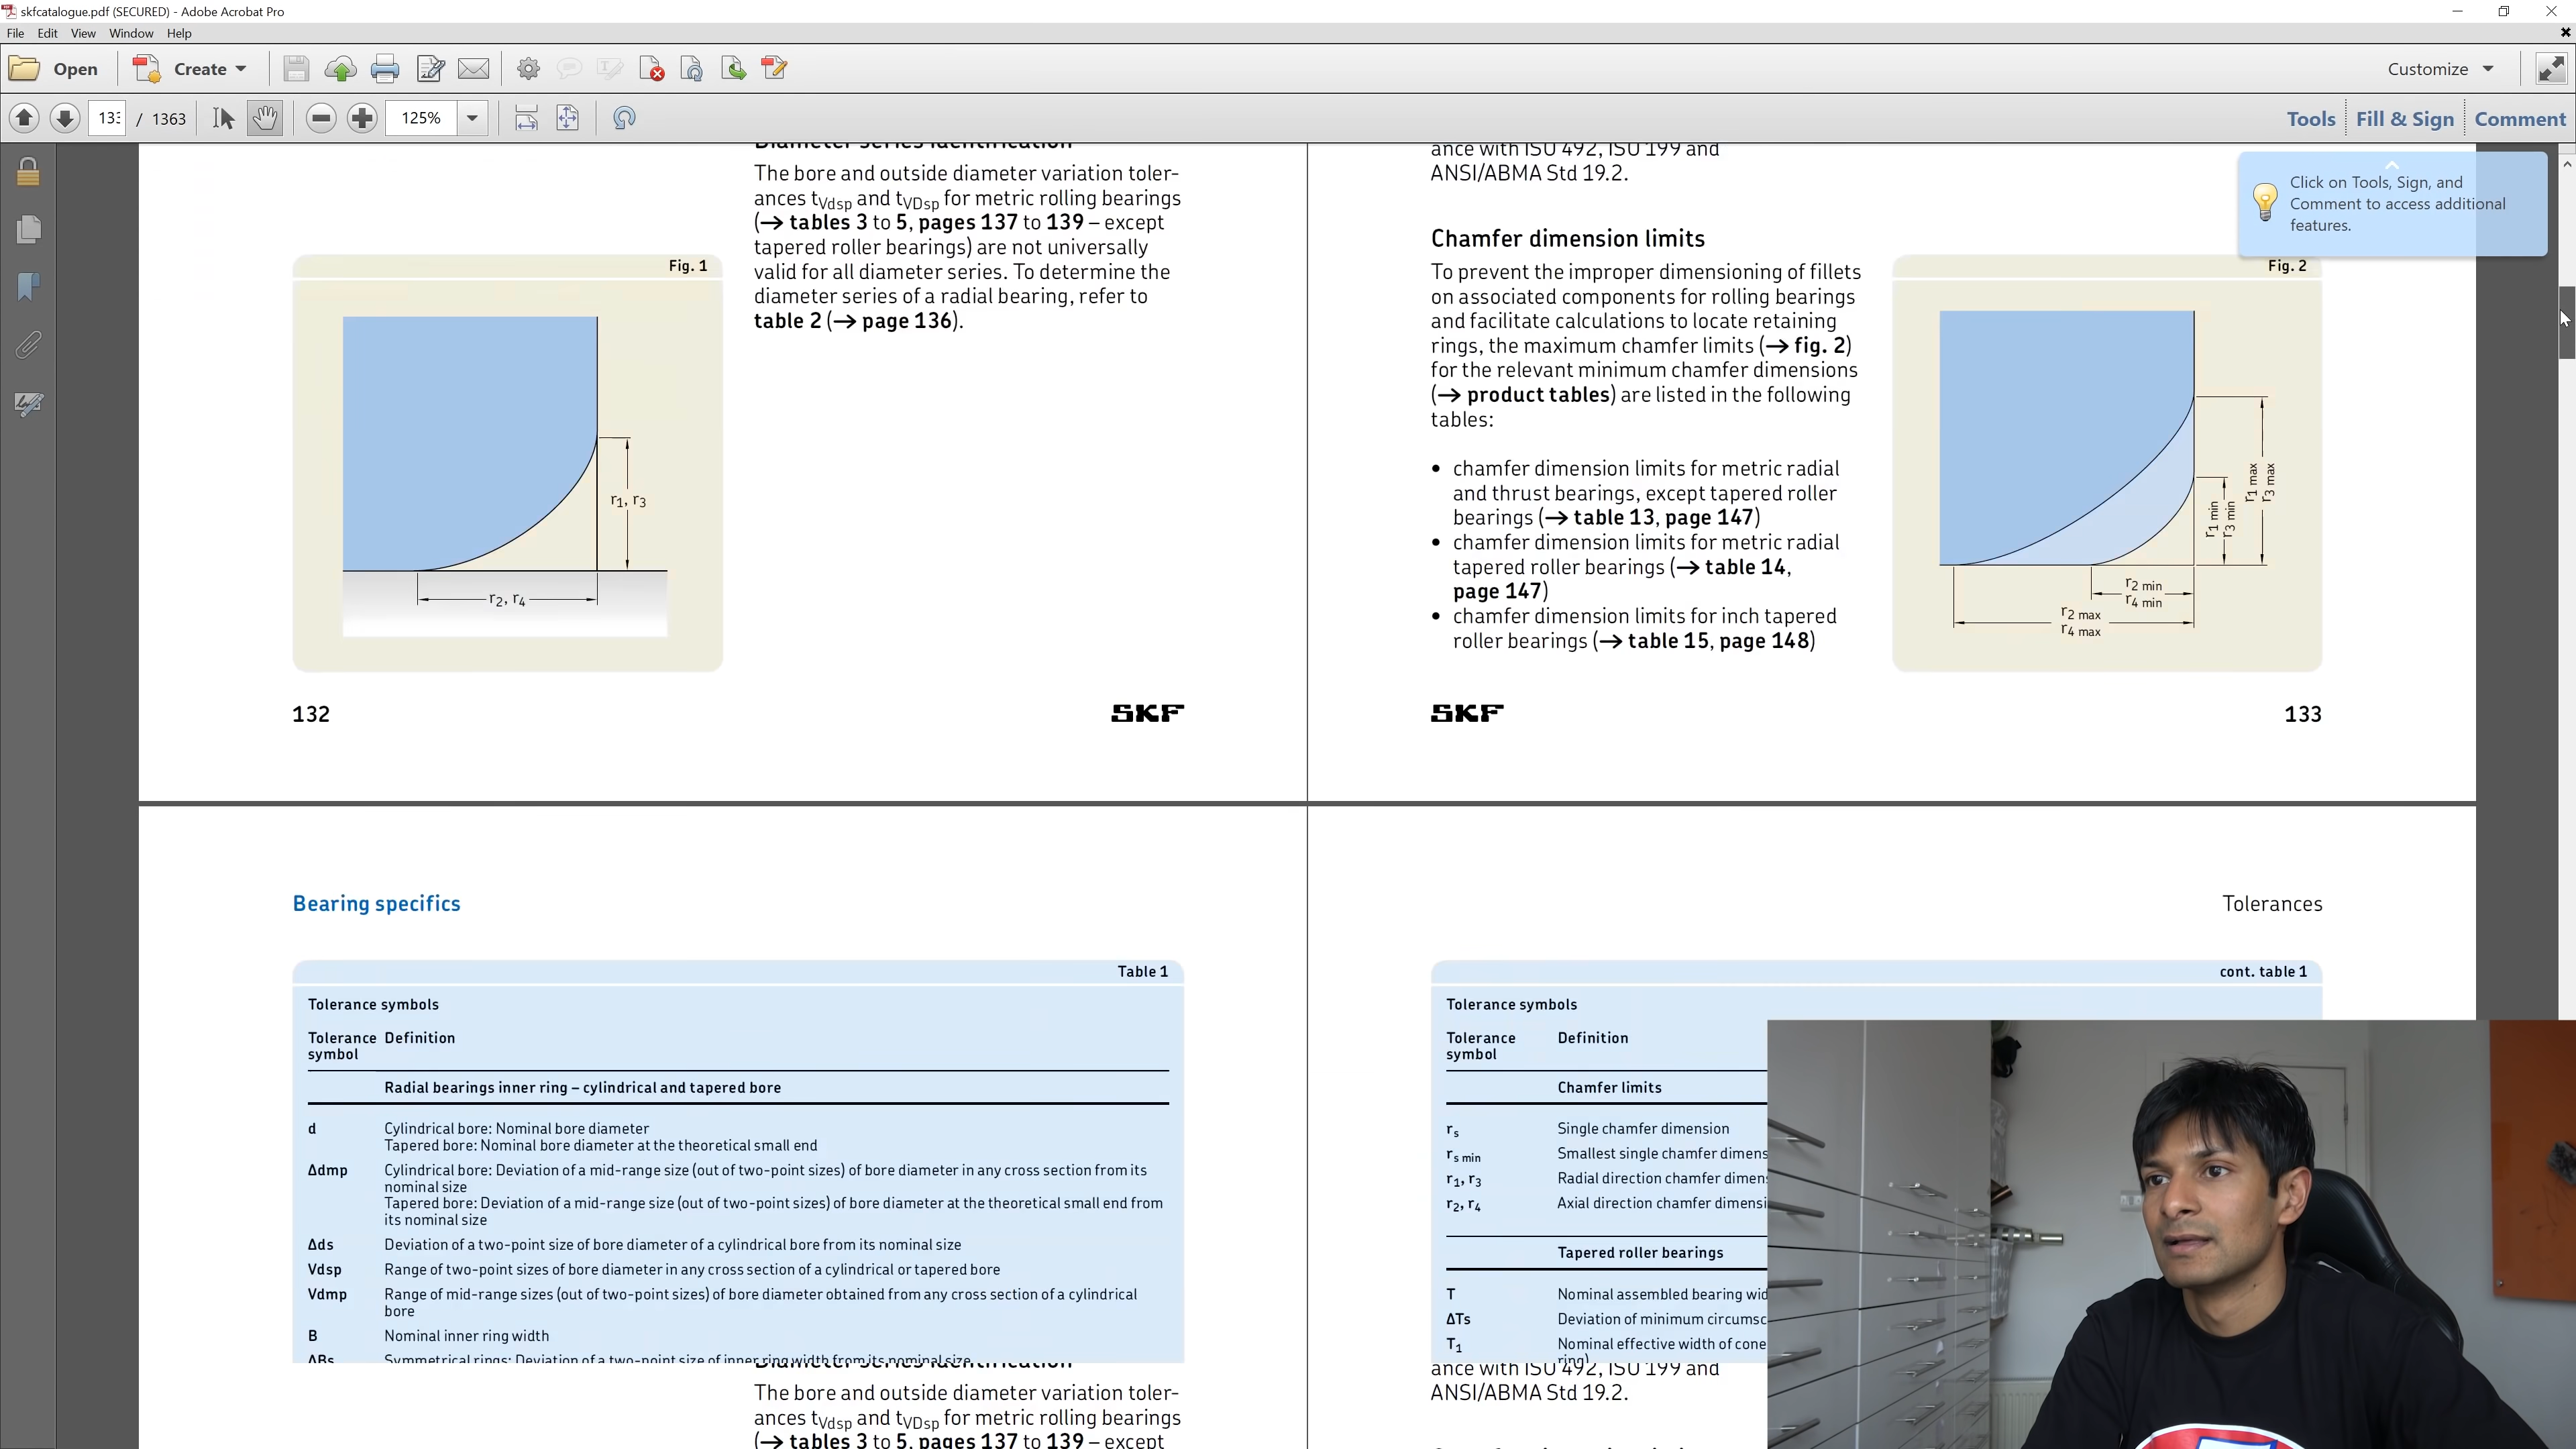 skfcatalogue.pdf (SECURED) - Adobe Acrobat Pro
File Edit View Window Help
Open Create Customize
133 / 1363 125% Tools Fill & Sign Comment
Click on Tools, Sign, and
Comment to access additional
features.
Diameter series identification
The bore and outside diameter variation toler-
ances tVdsp and tVDsp for metric rolling bearings
(→ tables 3 to 5, pages 137 to 139 – except
tapered roller bearings) are not universally
valid for all diameter series. To determine the
diameter series of a radial bearing, refer to
table 2 (→ page 136).
Fig. 1
r1, r3
r2, r4
132
SKF
ance with ISO 492, ISO 199 and
ANSI/ABMA Std 19.2.
Chamfer dimension limits
To prevent the improper dimensioning of fillets
on associated components for rolling bearings
and facilitate calculations to locate retaining
rings, the maximum chamfer limits (→ fig. 2)
for the relevant minimum chamfer dimensions
(→ product tables) are listed in the following
tables:
• chamfer dimension limits for metric radial
and thrust bearings, except tapered roller
bearings (→ table 13, page 147)
• chamfer dimension limits for metric radial
tapered roller bearings (→ table 14,
page 147)
• chamfer dimension limits for inch tapered
roller bearings (→ table 15, page 148)
Fig. 2
r1 max
r3 max
r1 min
r3 min
r2 min
r4 min
r2 max
r4 max
SKF
133
Bearing specifics
Table 1
Tolerance symbols
Tolerance symbol Definition
Radial bearings inner ring – cylindrical and tapered bore
d Cylindrical bore: Nominal bore diameter
Tapered bore: Nominal bore diameter at the theoretical small end
Δdmp Cylindrical bore: Deviation of a mid-range size (out of two-point sizes) of bore diameter in any cross section from its
nominal size
Tapered bore: Deviation of a mid-range size (out of two-point sizes) of bore diameter at the theoretical small end from
its nominal size
Δds Deviation of a two-point size of bore diameter of a cylindrical bore from its nominal size
Vdsp Range of two-point sizes of bore diameter in any cross section of a cylindrical or tapered bore
Vdmp Range of mid-range sizes (out of two-point sizes) of bore diameter obtained from any cross section of a cylindrical
bore
B Nominal inner ring width
ΔBs Symmetrical rings: Deviation of a two-point size of inner ring width from its nominal size
Diameter series identification
The bore and outside diameter variation toler-
ances tVdsp and tVDsp for metric rolling bearings
(→ tables 3 to 5, pages 137 to 139 – except
Tolerances
cont. table 1
Tolerance symbols
Tolerance symbol Definition
Chamfer limits
rs Single chamfer dimension
rs min Smallest single chamfer dimens
r1, r3 Radial direction chamfer dimen
r2, r4 Axial direction chamfer dimensi
Tapered roller bearings
T Nominal assembled bearing wid
ΔTs Deviation of minimum circumsc
T1 Nominal effective width of cone
ring)
ance with ISO 492, ISO 199 and
ANSI/ABMA Std 19.2.